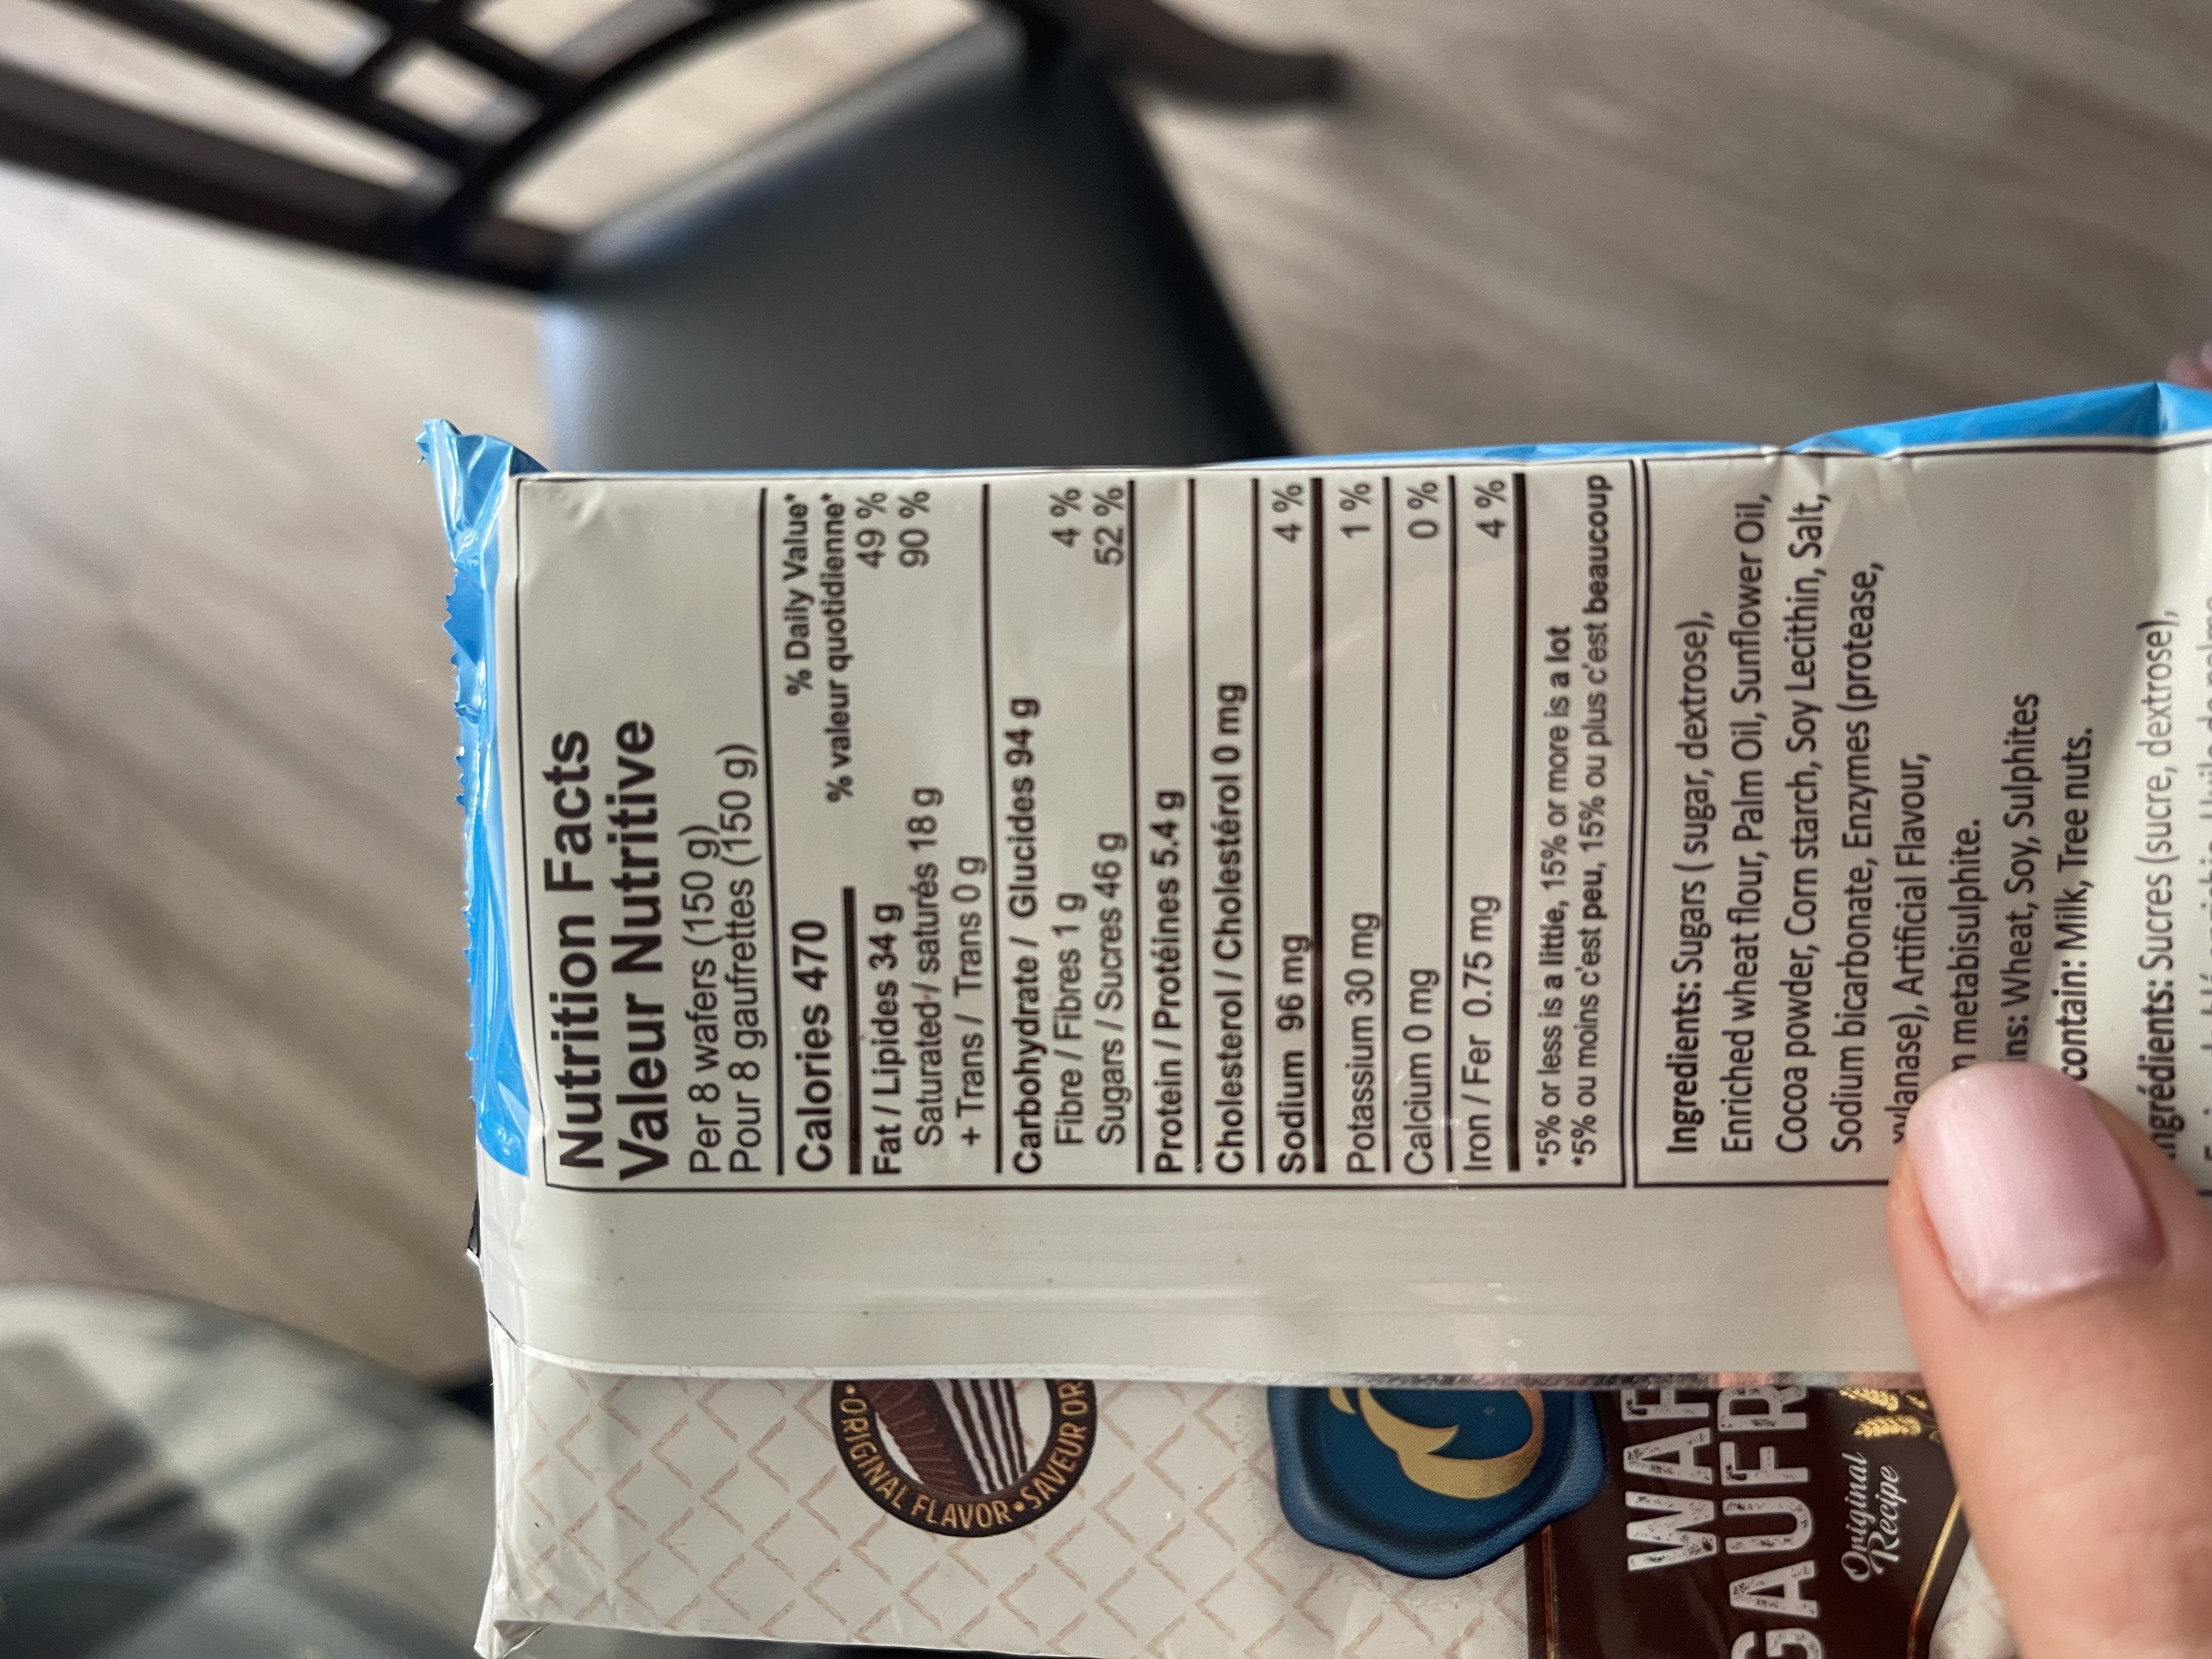 Nutrition Facts
Valeur Nutritive
Per 8 wafers (150 g)
Pour 8 gaufrettes (150 g)
Calories 470
% Daily Value*
% valeur quotidienne*
Fat / Lipides 34 g 49 %
Saturated / saturés 18 g 90 %
+ Trans / Trans 0 g
Carbohydrate / Glucides 94 g
Fibre / Fibres 1 g 4 %
Sugars / Sucres 46 g 52 %
Protein / Protéines 5.4 g
Cholesterol / Cholestérol 0 mg
Sodium 96 mg 4 %
Potassium 30 mg 1 %
Calcium 0 mg 0 %
Iron / Fer 0.75 mg 4 %
*5% or less is a little, 15% or more is a lot
*5% ou moins c'est peu, 15% ou plus c'est beaucoup
Ingredients: Sugars ( sugar, dextrose),
Enriched wheat flour, Palm Oil, Sunflower Oil,
Cocoa powder, Corn starch, Soy Lecithin, Salt,
Sodium bicarbonate, Enzymes (protease,
xylanase), Artificial Flavour,
metabisulphite.
Wheat, Soy, Sulphites
contain: Milk, Tree nuts.
Ingrédients: Sucres (sucre, dextrose),
•ORIGINAL FLAVOR•SAVEUR OR
WAF
GAUFR
Original
Recipe